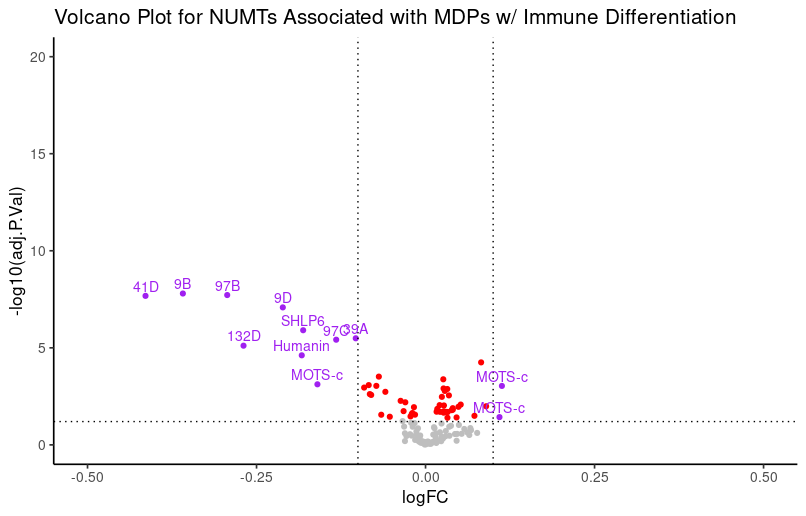 Volcano Plot for NUMTs Associated with MDPs w/ Immune Differentiation
20
15
10
5
0
-log10(adj.P.Val)
41D
9B
97B
9D
SHLP6
97C
39A
132D
Humanin
MOTS-c
MOTS-c
MOTS-c
-0.50
-0.25
0.00
0.25
0.50
logFC